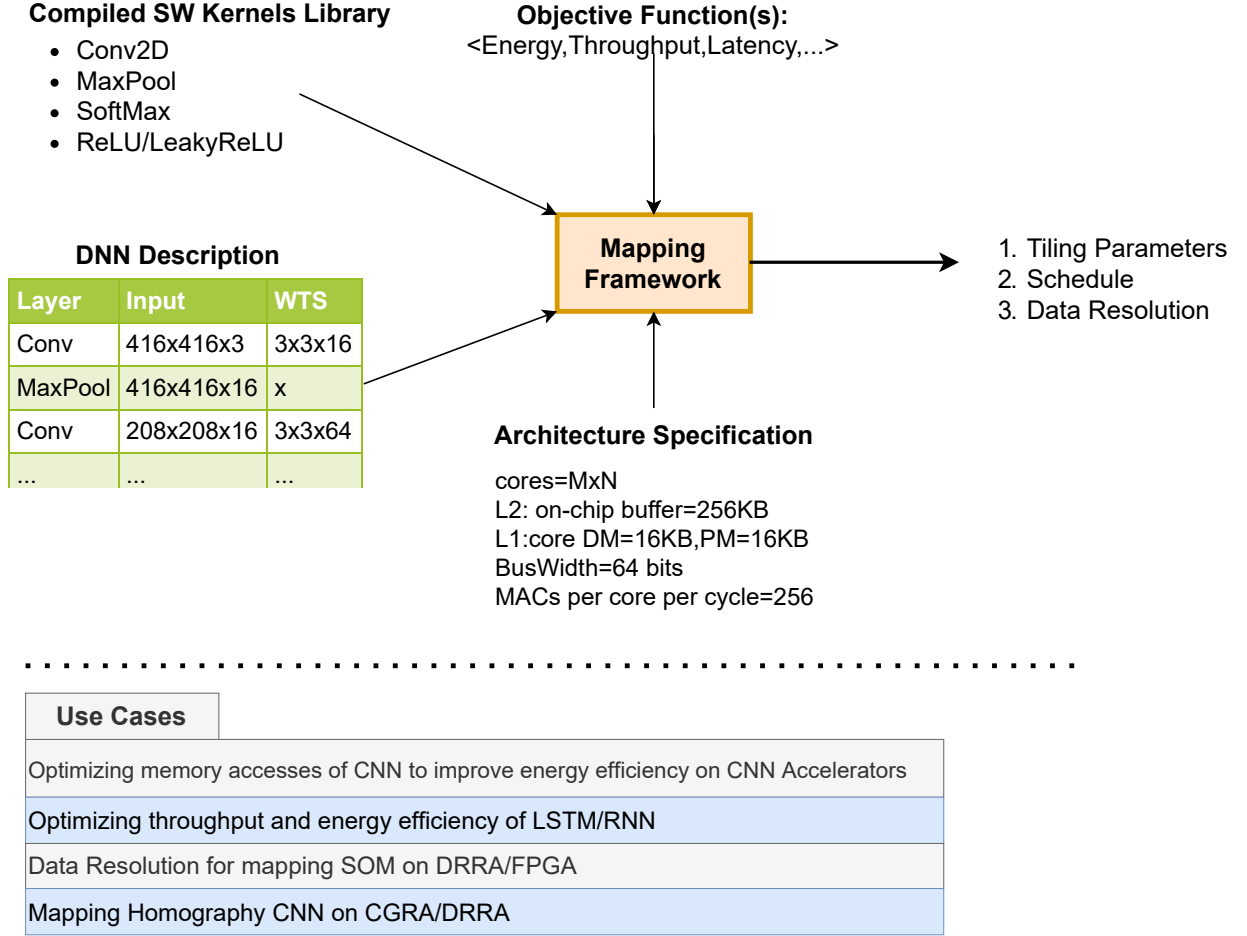 Compiled SW Kernels Library
• Conv2D
• MaxPool
• SoftMax
• ReLU/LeakyReLU
Objective Function(s):
<Energy,Throughput,Latency,...>
Mapping
Framework
1. Tiling Parameters
2. Schedule
3. Data Resolution
DNN Description
Layer Input WTS
Conv 416x416x3 3x3x16
MaxPool 416x416x16 x
Conv 208x208x16 3x3x64
... ... ...
Architecture Specification
cores=MxN
L2: on-chip buffer=256KB
L1:core DM=16KB,PM=16KB
BusWidth=64 bits
MACs per core per cycle=256
Use Cases
Optimizing memory accesses of CNN to improve energy efficiency on CNN Accelerators
Optimizing throughput and energy efficiency of LSTM/RNN
Data Resolution for mapping SOM on DRRA/FPGA
Mapping Homography CNN on CGRA/DRRA